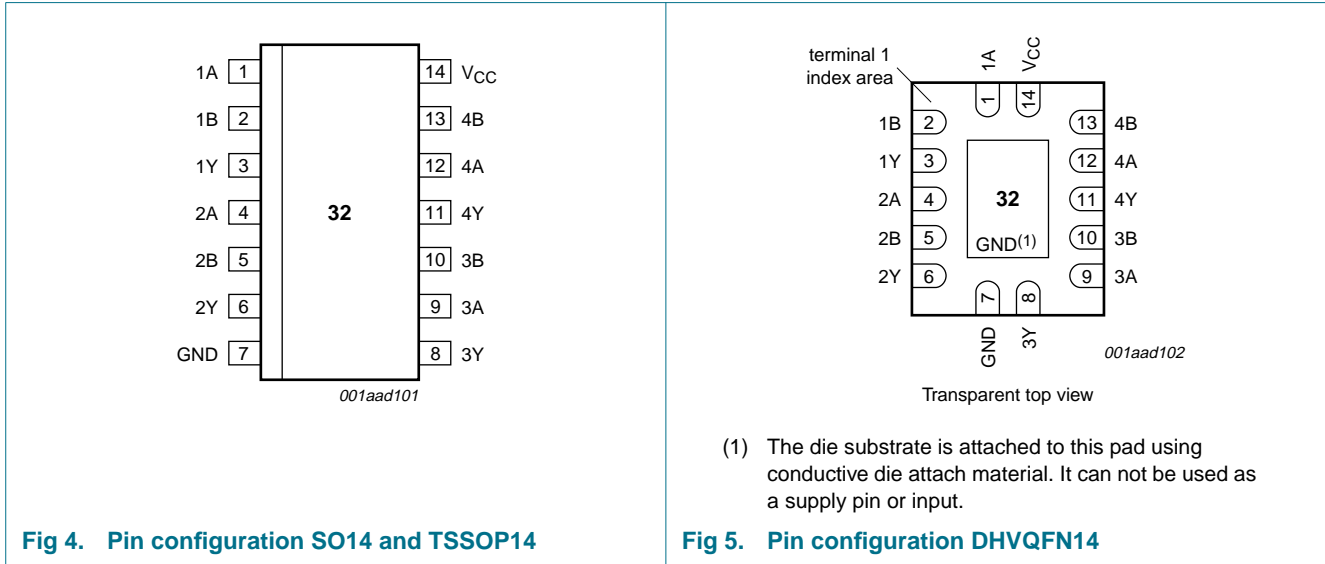 1A 1 14 VCC
1B 2 13 4B
1Y 3 12 4A
2A 4 32 11 4Y
2B 5 10 3B
2Y 6 9 3A
GND 7 8 3Y
001aad101
Fig 4. Pin configuration SO14 and TSSOP14
terminal 1
index area
1A VCC
1 14
1B 2 13 4B
1Y 3 12 4A
2A 4 32 11 4Y
2B 5 GND(1) 10 3B
2Y 6 9 3A
7 8
GND 3Y
001aad102
Transparent top view
(1) The die substrate is attached to this pad using
conductive die attach material. It can not be used as
a supply pin or input.
Fig 5. Pin configuration DHVQFN14